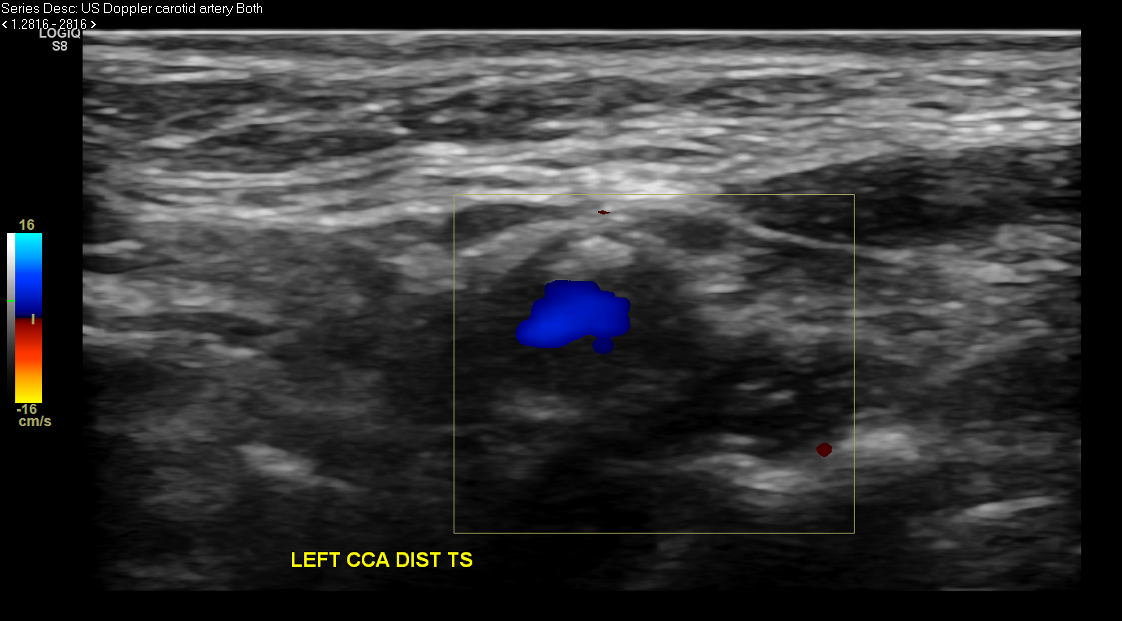 Series Desc: US Doppler carotid artery Both
< 1.2816 - 2816 >
LOGIQ
S8
16
-16
cm/s
LEFT CCA DIST TS